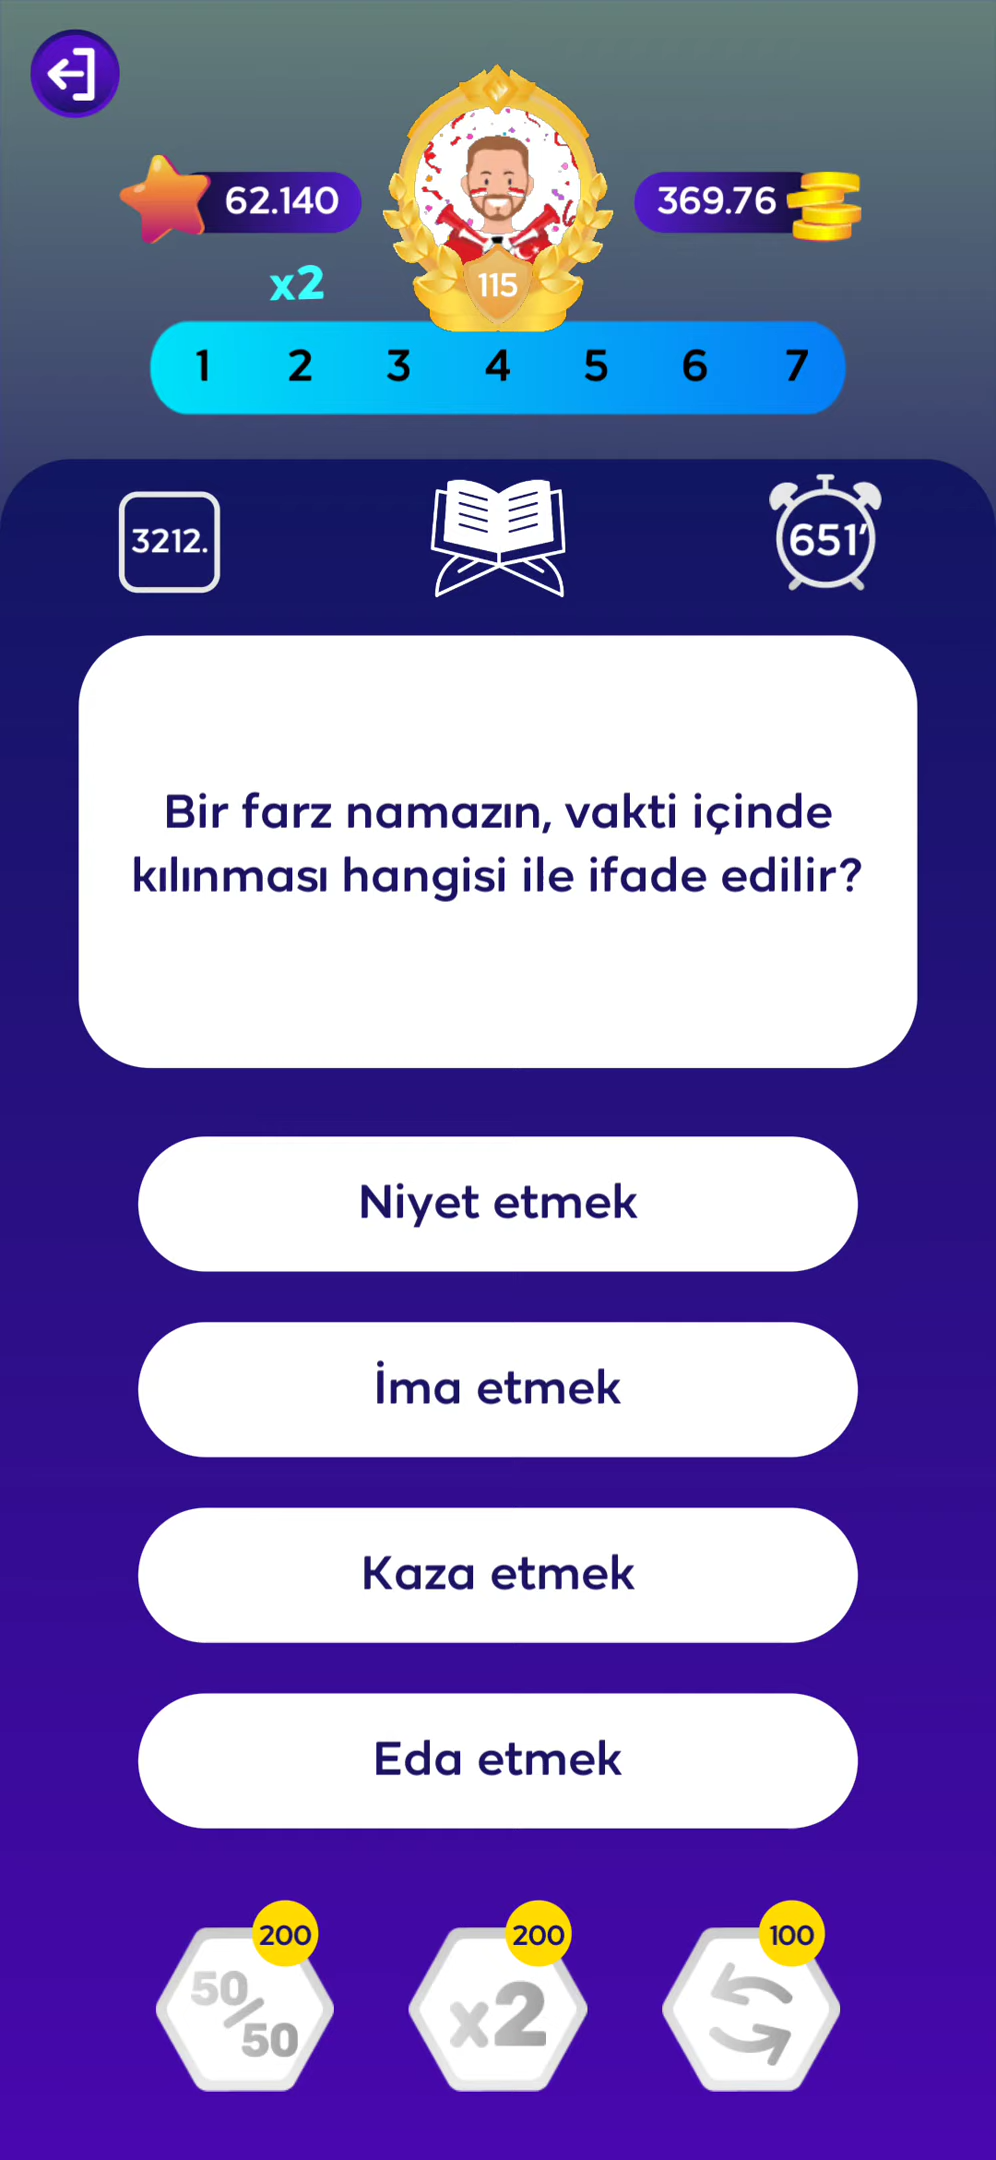 62.140
369.76
x2
115
1 2 3 4 5 6 7
3212.
651'
Bir farz namazın, vakti içinde
kılınması hangisi ile ifade edilir?
Niyet etmek
İma etmek
Kaza etmek
Eda etmek
200
200
100
50/50
x2